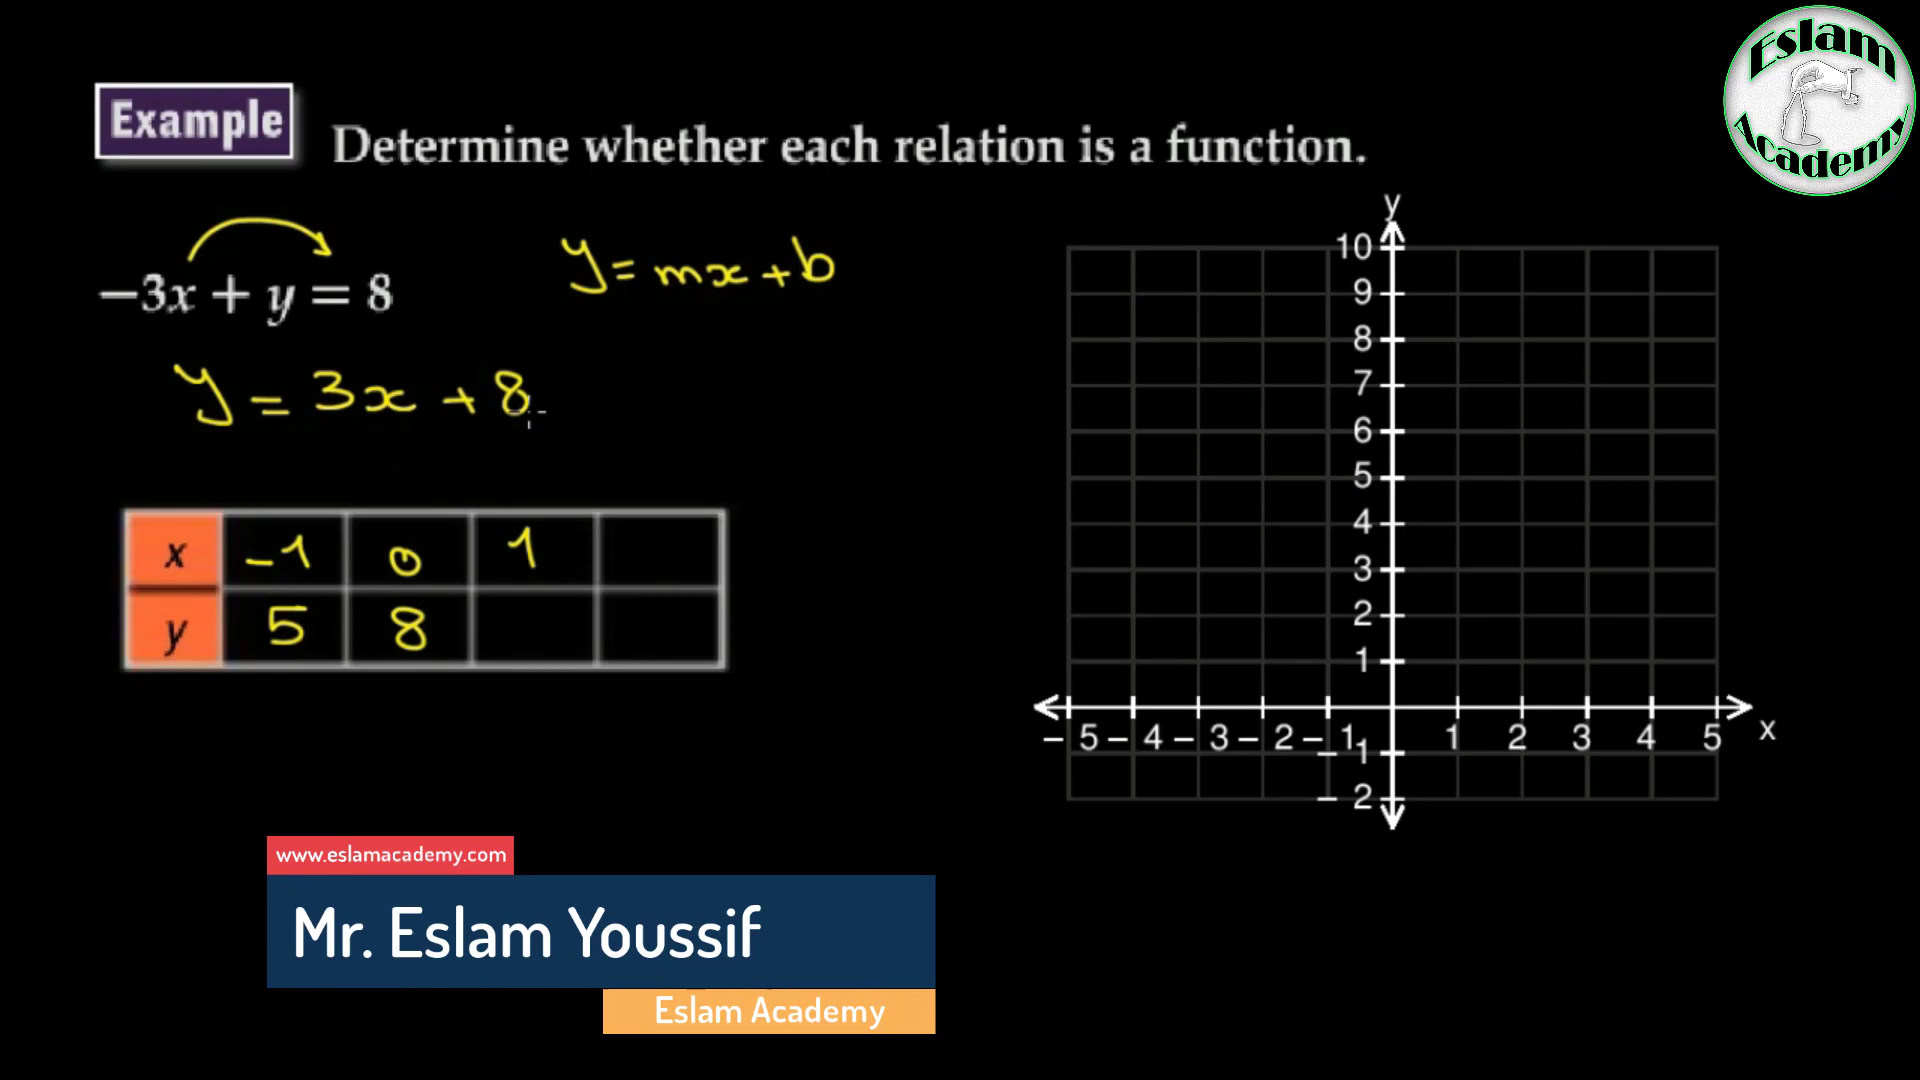 Eslam
Academy
Example
Determine whether each relation is a function.
−3x + y = 8
y = mx + b
y = 3x + 8
x -1 0 1
y 5 8
y
10
9
8
7
6
5
4
3
2
1
− 5 − 4 − 3 − 2 − 1 1 2 3 4 5 x
− 1
− 2
www.eslamacademy.com
Mr. Eslam Youssif
Eslam Academy